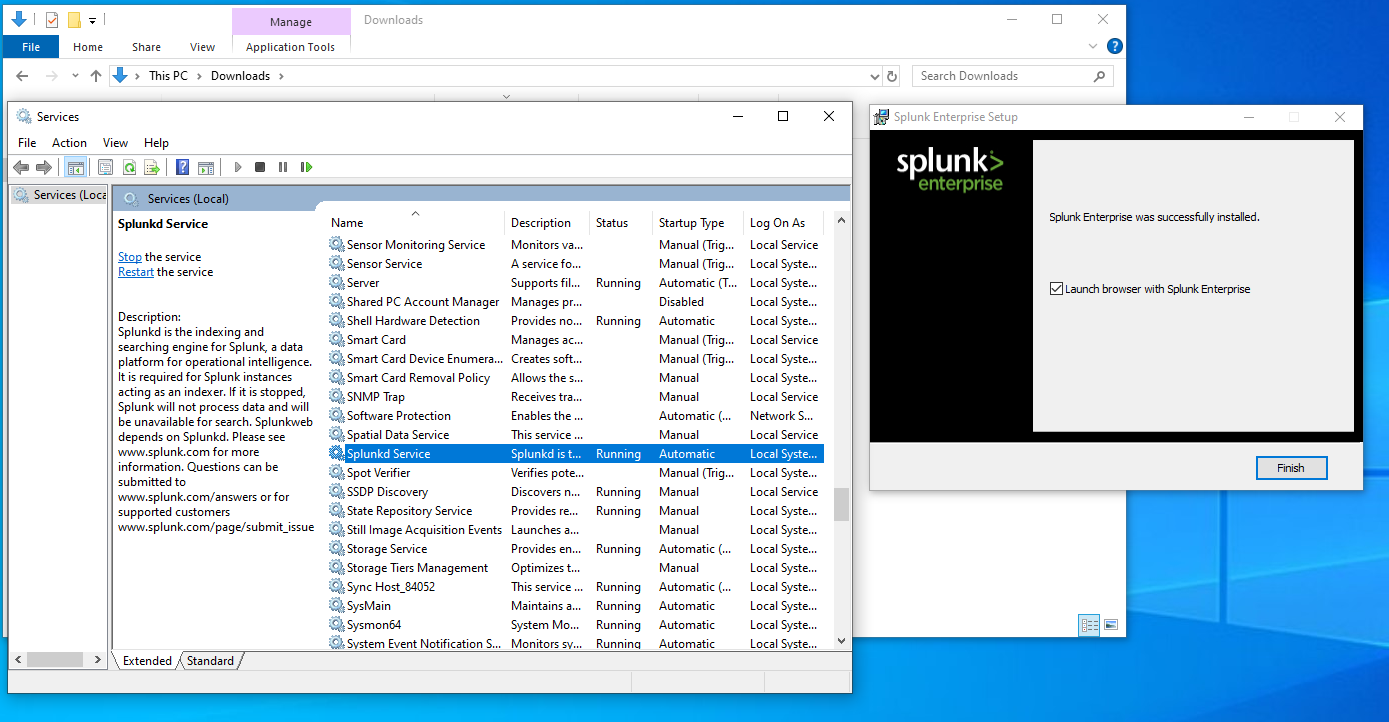 Manage
Downloads
File
Home
Share
View
Application Tools
This PC
Downloads
Search Downloads
Services
File
Action
View
Help
Services (Loca
Services (Local)
Splunkd Service
Stop the service
Restart the service
Description:
Splunkd is the indexing and
searching engine for Splunk, a data
platform for operational intelligence.
It is required for Splunk instances
acting as an indexer. If it is stopped,
Splunk will not process data and will
be unavailable for search. Splunkweb
depends on Splunkd. Please see
www.splunk.com for more
information. Questions can be
submitted to
www.splunk.com/answers or for
supported customers
www.splunk.com/page/submit_issue
Name Description Status Startup Type Log On As
Sensor Monitoring Service Monitors va... Manual (Trig... Local Service
Sensor Service A service fo... Manual (Trig... Local Syste...
Server Supports fil... Running Automatic (T... Local Syste...
Shared PC Account Manager Manages pr... Disabled Local Syste...
Shell Hardware Detection Provides no... Running Automatic Local Syste...
Smart Card Manages ac... Manual (Trig... Local Service
Smart Card Device Enumera... Creates soft... Manual (Trig... Local Syste...
Smart Card Removal Policy Allows the s... Manual Local Syste...
SNMP Trap Receives tra... Manual Local Service
Software Protection Enables the ... Automatic (... Network S...
Spatial Data Service This service ... Manual Local Service
Splunkd Service Splunkd is t... Running Automatic Local Syste...
Spot Verifier Verifies pote... Manual (Trig... Local Syste...
SSDP Discovery Discovers n... Running Manual Local Service
State Repository Service Provides re... Running Manual Local Syste...
Still Image Acquisition Events Launches a... Manual Local Syste...
Storage Service Provides en... Running Automatic (... Local Syste...
Storage Tiers Management Optimizes t... Manual Local Syste...
Sync Host_84052 This service ... Running Automatic (... Local Syste...
SysMain Maintains a... Running Automatic Local Syste...
Sysmon64 System Mo... Running Automatic Local Syste...
System Event Notification S... Monitors sy... Running Automatic Local Syste...
Extended
Standard
Splunk Enterprise Setup
splunk>
enterprise
Splunk Enterprise was successfully installed.
Launch browser with Splunk Enterprise
Finish